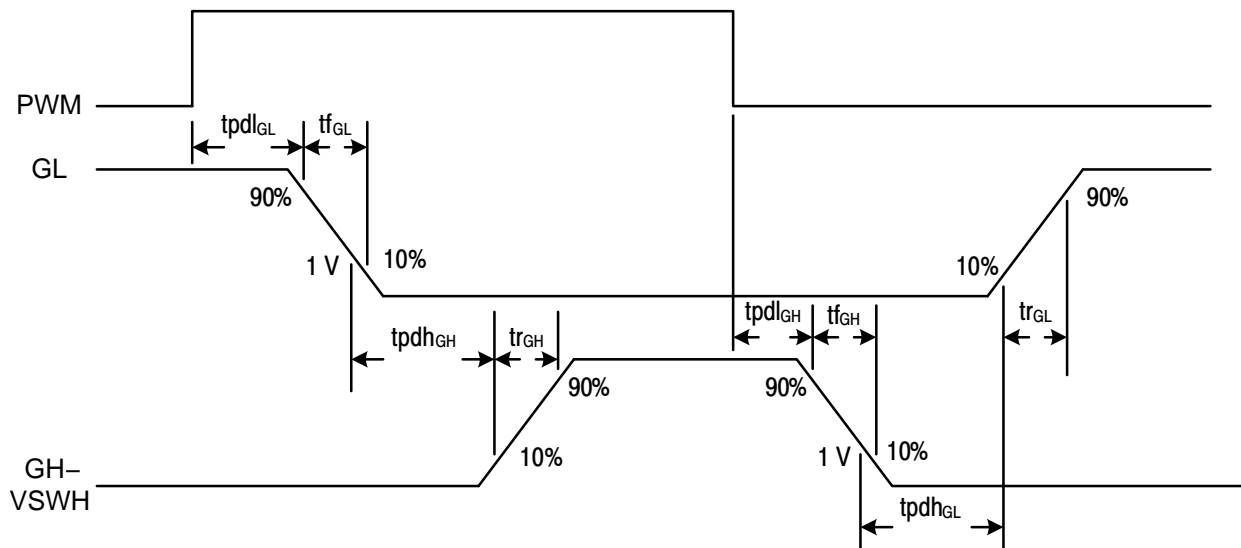 PWM
tpdlGL tfGL
GL
90% 90%
1 V 10% 10%
tpdhGH trGH tpdlGH tfGH trGL
90% 90%
10% 1 V 10%
GH–
VSWH
tpdhGL